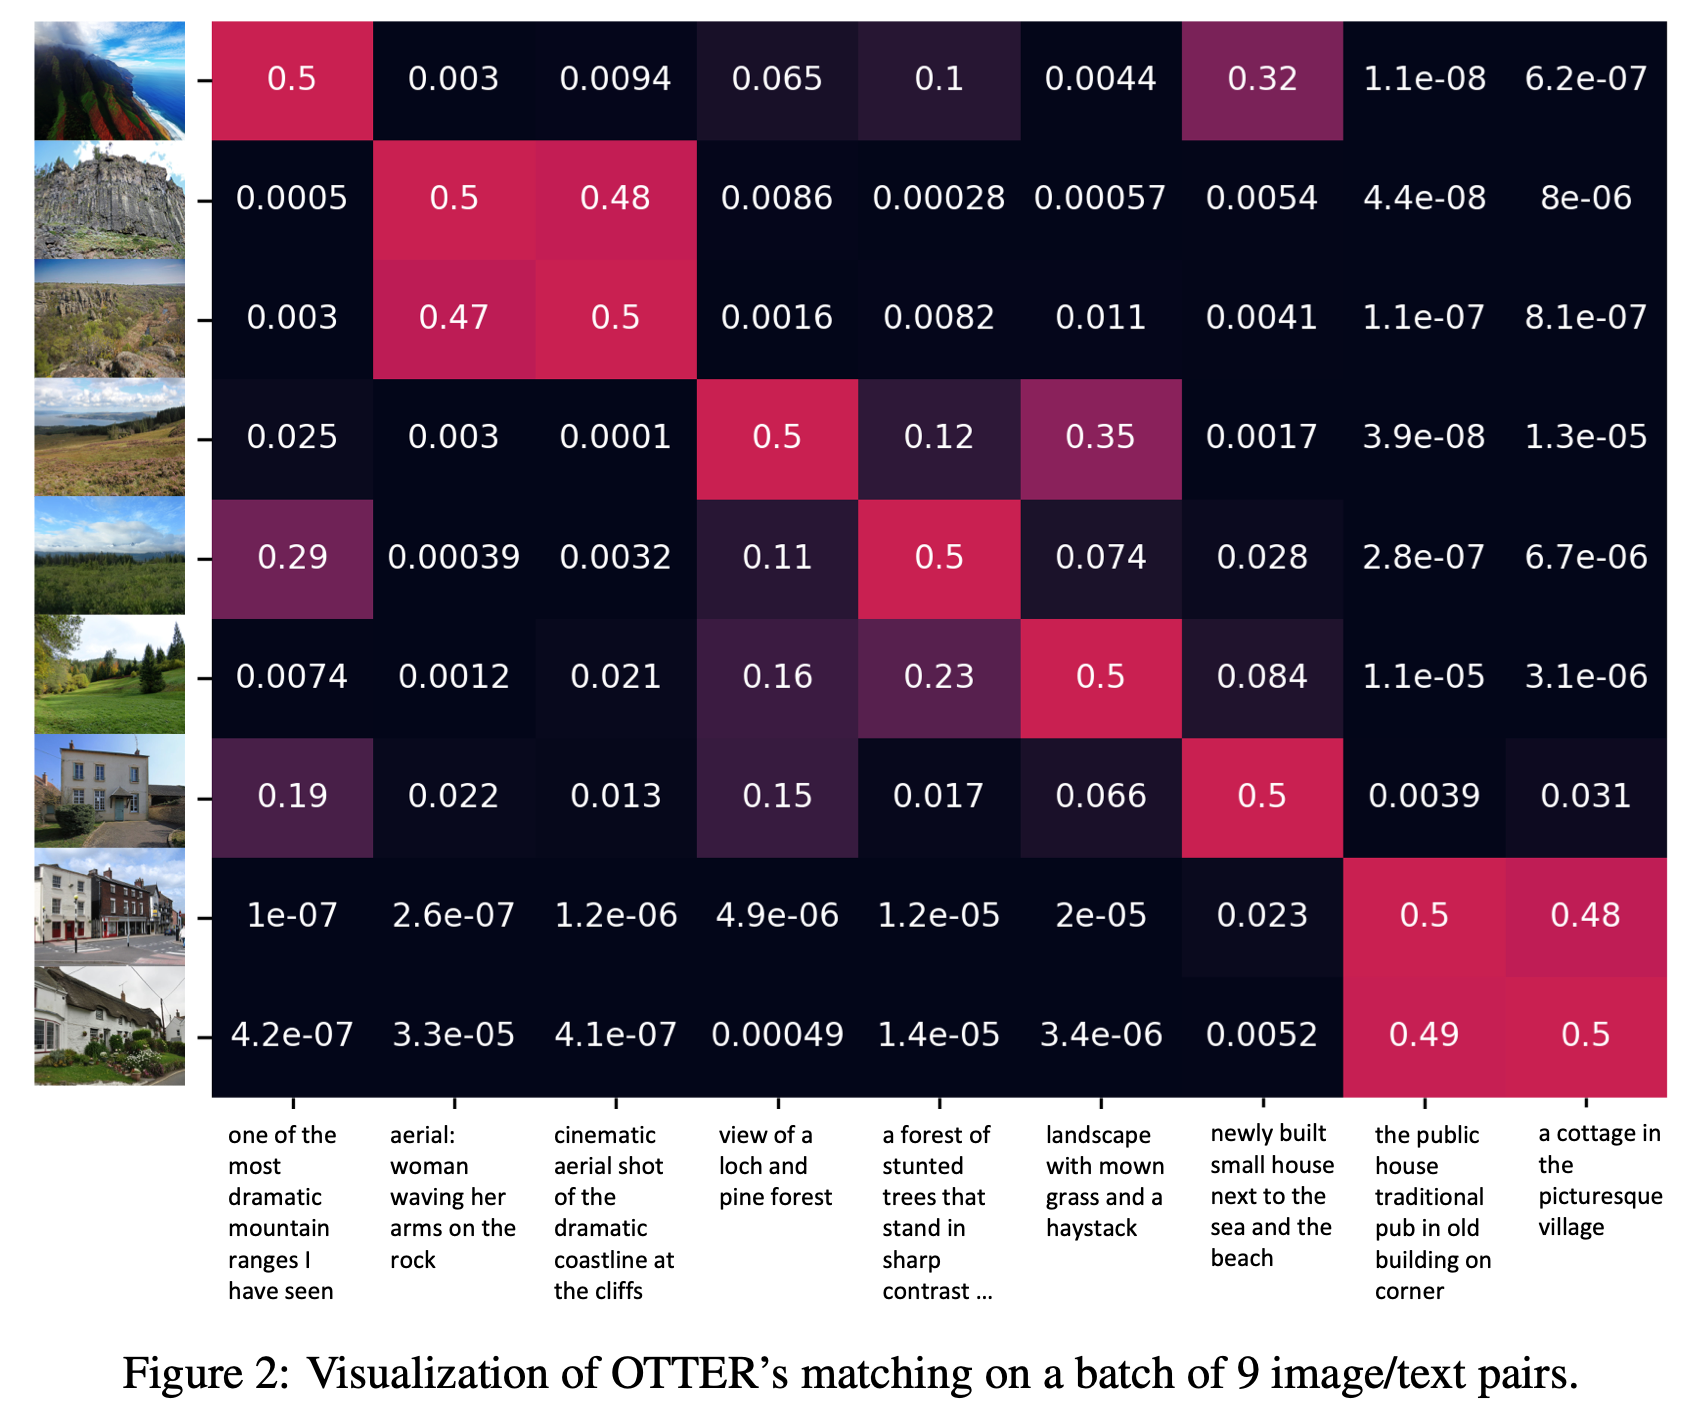 0.5 0.003 0.0094 0.065 0.1 0.0044 0.32 1.1e-08 6.2e-07
0.0005 0.5 0.48 0.0086 0.00028 0.00057 0.0054 4.4e-08 8e-06
0.003 0.47 0.5 0.0016 0.0082 0.011 0.0041 1.1e-07 8.1e-07
0.025 0.003 0.0001 0.5 0.12 0.35 0.0017 3.9e-08 1.3e-05
0.29 0.00039 0.0032 0.11 0.5 0.074 0.028 2.8e-07 6.7e-06
0.0074 0.0012 0.021 0.16 0.23 0.5 0.084 1.1e-05 3.1e-06
0.19 0.022 0.013 0.15 0.017 0.066 0.5 0.0039 0.031
1e-07 2.6e-07 1.2e-06 4.9e-06 1.2e-05 2e-05 0.023 0.5 0.48
4.2e-07 3.3e-05 4.1e-07 0.00049 1.4e-05 3.4e-06 0.0052 0.49 0.5
one of the
most
dramatic
mountain
ranges I
have seen
aerial:
woman
waving her
arms on the
rock
cinematic
aerial shot
of the
dramatic
coastline at
the cliffs
view of a
loch and
pine forest
a forest of
stunted
trees that
stand in
sharp
contrast ...
landscape
with mown
grass and a
haystack
newly built
small house
next to the
sea and the
beach
the public
house
traditional
pub in old
building on
corner
a cottage in
the
picturesque
village
Figure 2: Visualization of OTTER's matching on a batch of 9 image/text pairs.